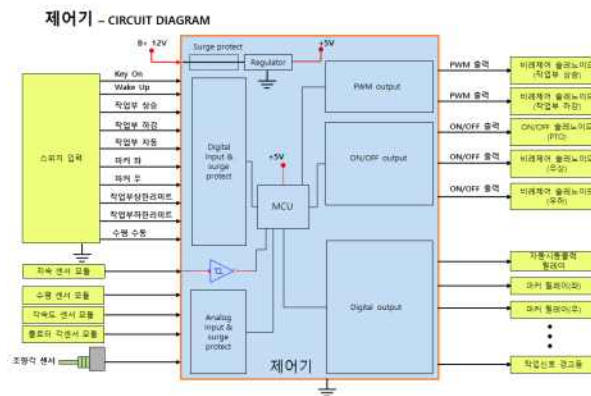 제어기 – CIRCUIT DIAGRAM
B+ 12V
Surge protect
+5V
Regulator
Key On
Wake Up
작업부 상승
작업부 하강
작업부 자동
마커 좌
마커 우
작업부상한리미트
작업부하한리미트
수평 수동
스위치 입력
Digital
Input &
surge
protect
+5V
MCU
PWM output
ON/OFF output
Digital output
Analog
Input &
surge
protect
제어기
차속 센서 모듈
수평 센서 모듈
각속도 센서 모듈
플로터 각센서 모듈
조향각 센서
PWM 출력
PWM 출력
ON/OFF 출력
ON/OFF 출력
ON/OFF 출력
비례제어 솔레노이드
(작업부 상승)
비례제어 솔레노이드
(작업부 하강)
ON/OFF 솔레노이드
(PTO)
비례제어 솔레노이드
(우상)
비례제어 솔레노이드
(우하)
자동시동출력
릴레이
마커 릴레이(좌)
마커 릴레이(우)
작업신호 경고등